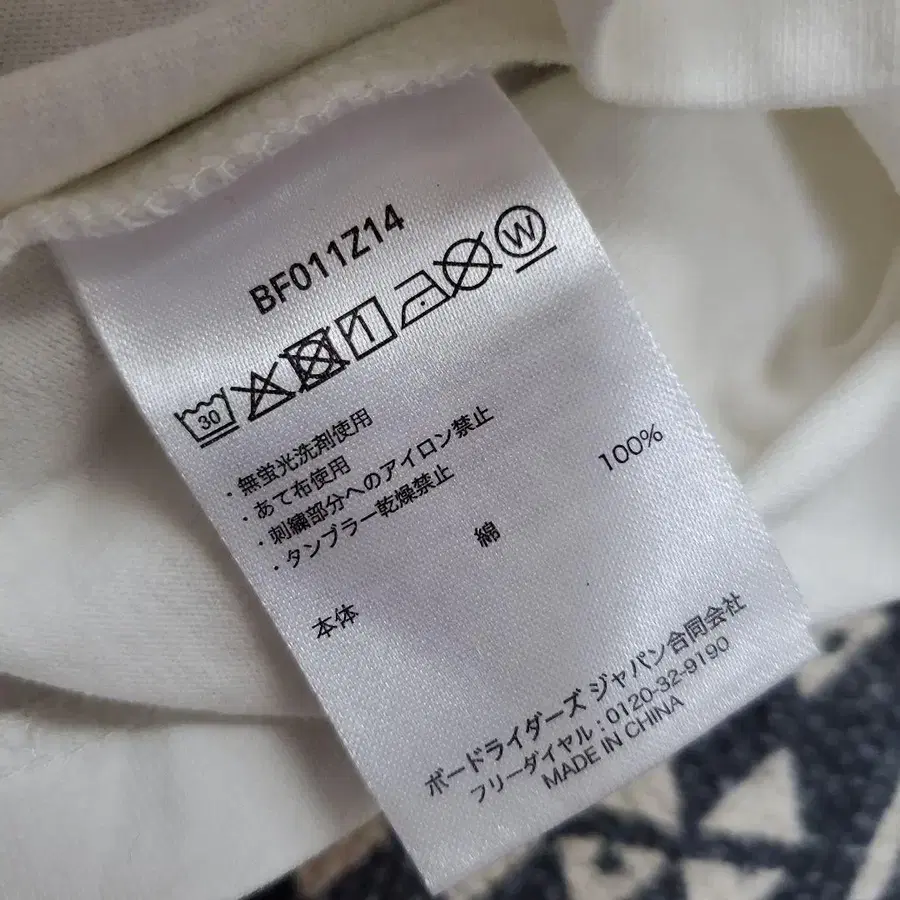 BF011Z14
30 W
・無蛍光洗剤使用
・あて布使用
・刺繍部分へのアイロン禁止
・タンブラー乾燥禁止
本体 綿 100%
ボードライダーズ ジャパン合同会社
フリーダイヤル：0120-32-9190
MADE IN CHINA